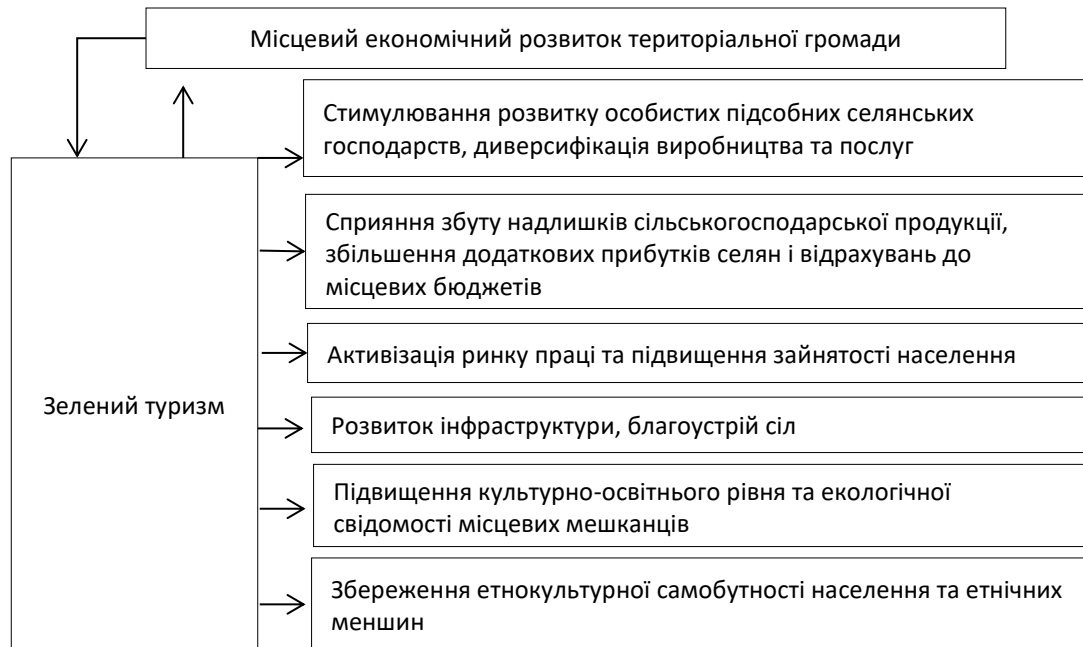 Місцевий економічний розвиток територіальної громади
Стимулювання розвитку особистих підсобних селянських
господарств, диверсифікація виробництва та послуг
Сприяння збуту надлишків сільськогосподарської продукції,
збільшення додаткових прибутків селян і відрахувань до
місцевих бюджетів
Активізація ринку праці та підвищення зайнятості населення
Зелений туризм
Розвиток інфраструктури, благоустрій сіл
Підвищення культурно-освітнього рівня та екологічної
свідомості місцевих мешканців
Збереження етнокультурної самобутності населення та етнічних
меншин